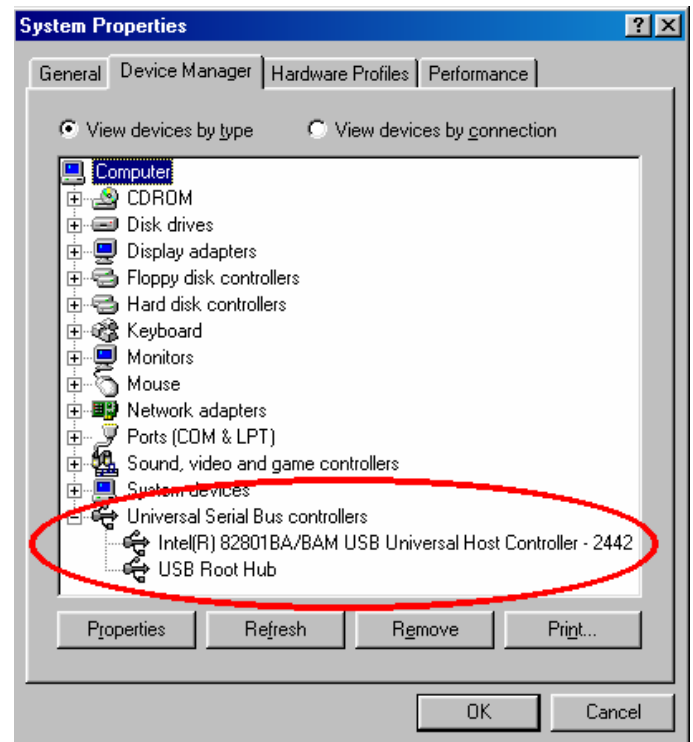 System Properties
General Device Manager Hardware Profiles Performance
View devices by type View devices by connection
Computer
CDROM
Disk drives
Display adapters
Floppy disk controllers
Hard disk controllers
Keyboard
Monitors
Mouse
Network adapters
Ports (COM & LPT)
Sound, video and game controllers
System devices
Universal Serial Bus controllers
Intel(R) 82801BA/BAM USB Universal Host Controller - 2442
USB Root Hub
Properties Refresh Remove Print...
OK Cancel